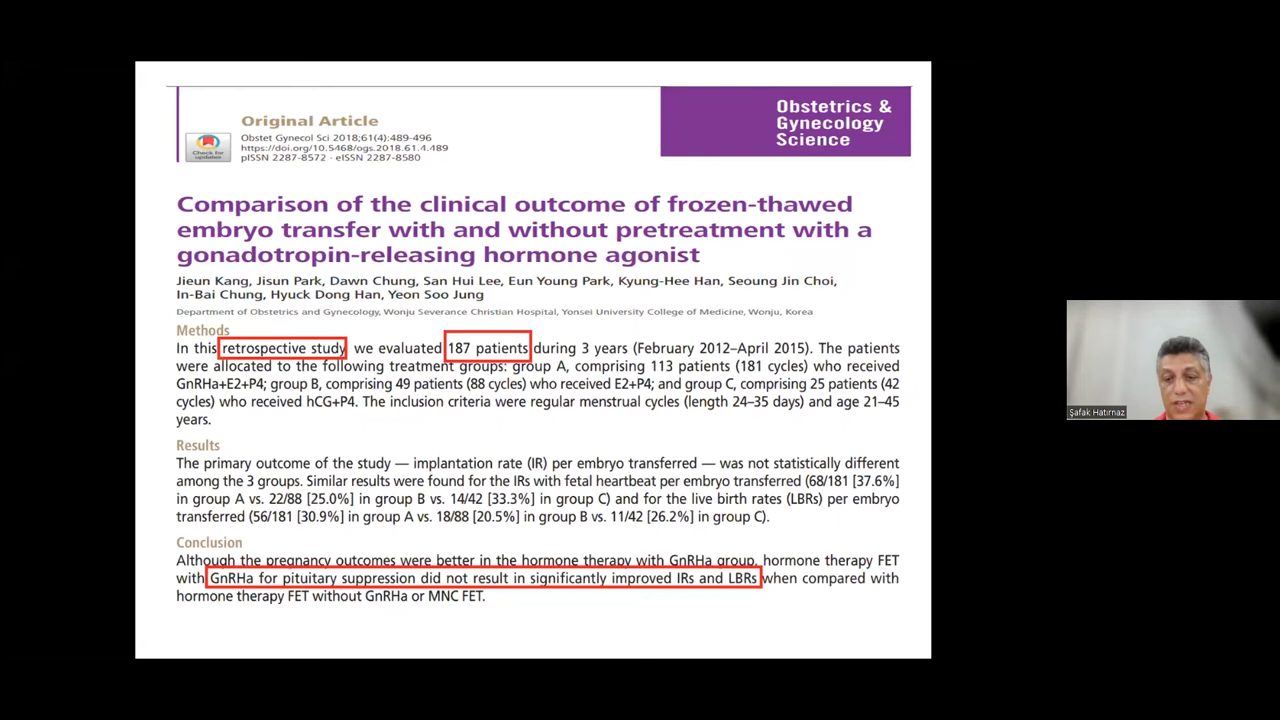 Original Article
Obstet Gynecol Sci 2018;61(4):489-496
https://doi.org/10.5468/ogs.2018.61.4.489
pISSN 2287-8572 · eISSN 2287-8580
Check for
updates
Obstetrics &
Gynecology
Science
Comparison of the clinical outcome of frozen-thawed
embryo transfer with and without pretreatment with a
gonadotropin-releasing hormone agonist
Jieun Kang, Jisun Park, Dawn Chung, San Hui Lee, Eun Young Park, Kyung-Hee Han, Seoung Jin Choi,
In-Bai Chung, Hyuck Dong Han, Yeon Soo Jung
Department of Obstetrics and Gynecology, Wonju Severance Christian Hospital, Yonsei University College of Medicine, Wonju, Korea
Methods
In this retrospective study we evaluated 187 patients during 3 years (February 2012–April 2015). The patients
were allocated to the following treatment groups: group A, comprising 113 patients (181 cycles) who received
GnRHa+E2+P4; group B, comprising 49 patients (88 cycles) who received E2+P4; and group C, comprising 25 patients (42
cycles) who received hCG+P4. The inclusion criteria were regular menstrual cycles (length 24–35 days) and age 21–45
years.
Results
The primary outcome of the study — implantation rate (IR) per embryo transferred — was not statistically different
among the 3 groups. Similar results were found for the IRs with fetal heartbeat per embryo transferred (68/181 [37.6%]
in group A vs. 22/88 [25.0%] in group B vs. 14/42 [33.3%] in group C) and for the live birth rates (LBRs) per embryo
transferred (56/181 [30.9%] in group A vs. 18/88 [20.5%] in group B vs. 11/42 [26.2%] in group C).
Conclusion
Although the pregnancy outcomes were better in the hormone therapy with GnRHa group, hormone therapy FET
with GnRHa for pituitary suppression did not result in significantly improved IRs and LBRs when compared with
hormone therapy FET without GnRHa or MNC FET.
Şafak Hatırnaz